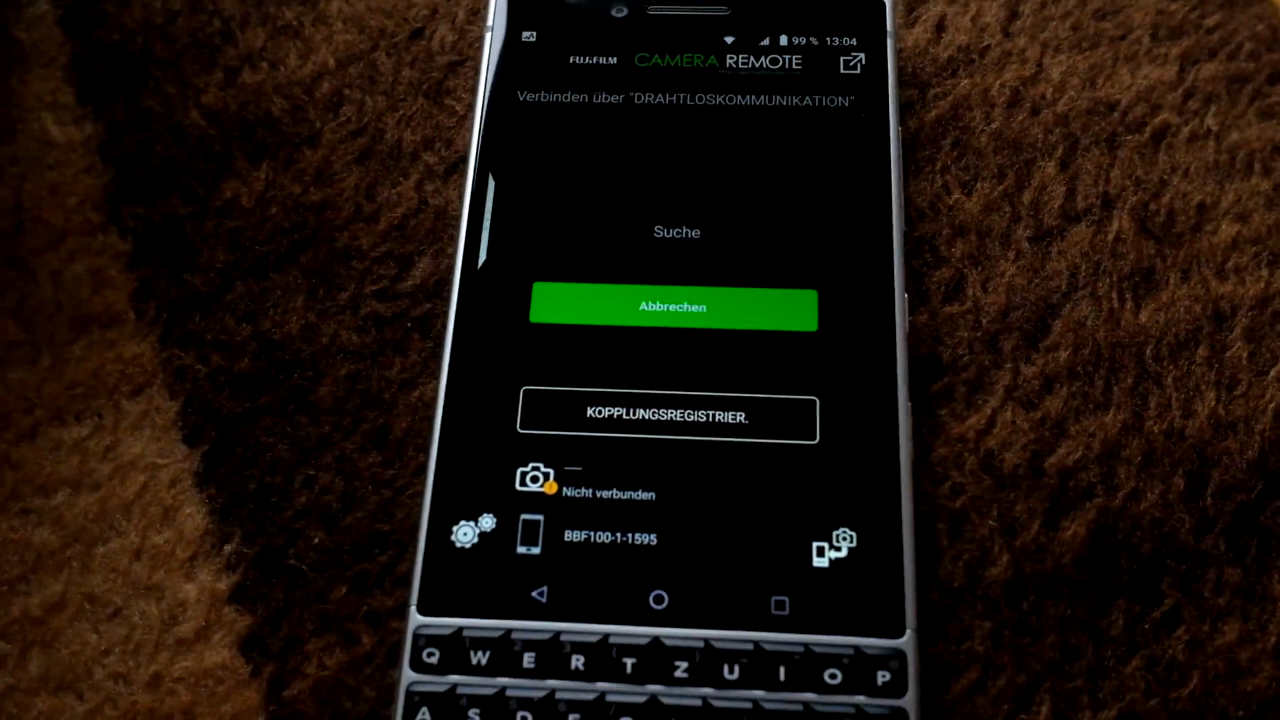 99 % 13:04
FUJIFILM CAMERA REMOTE
Verbinden über "DRAHTLOSKOMMUNIKATION"
Suche
Abbrechen
KOPPLUNGSREGISTRIER.
Nicht verbunden
BBF100-1-1595
Q W E R T Z U I O P
A S D F